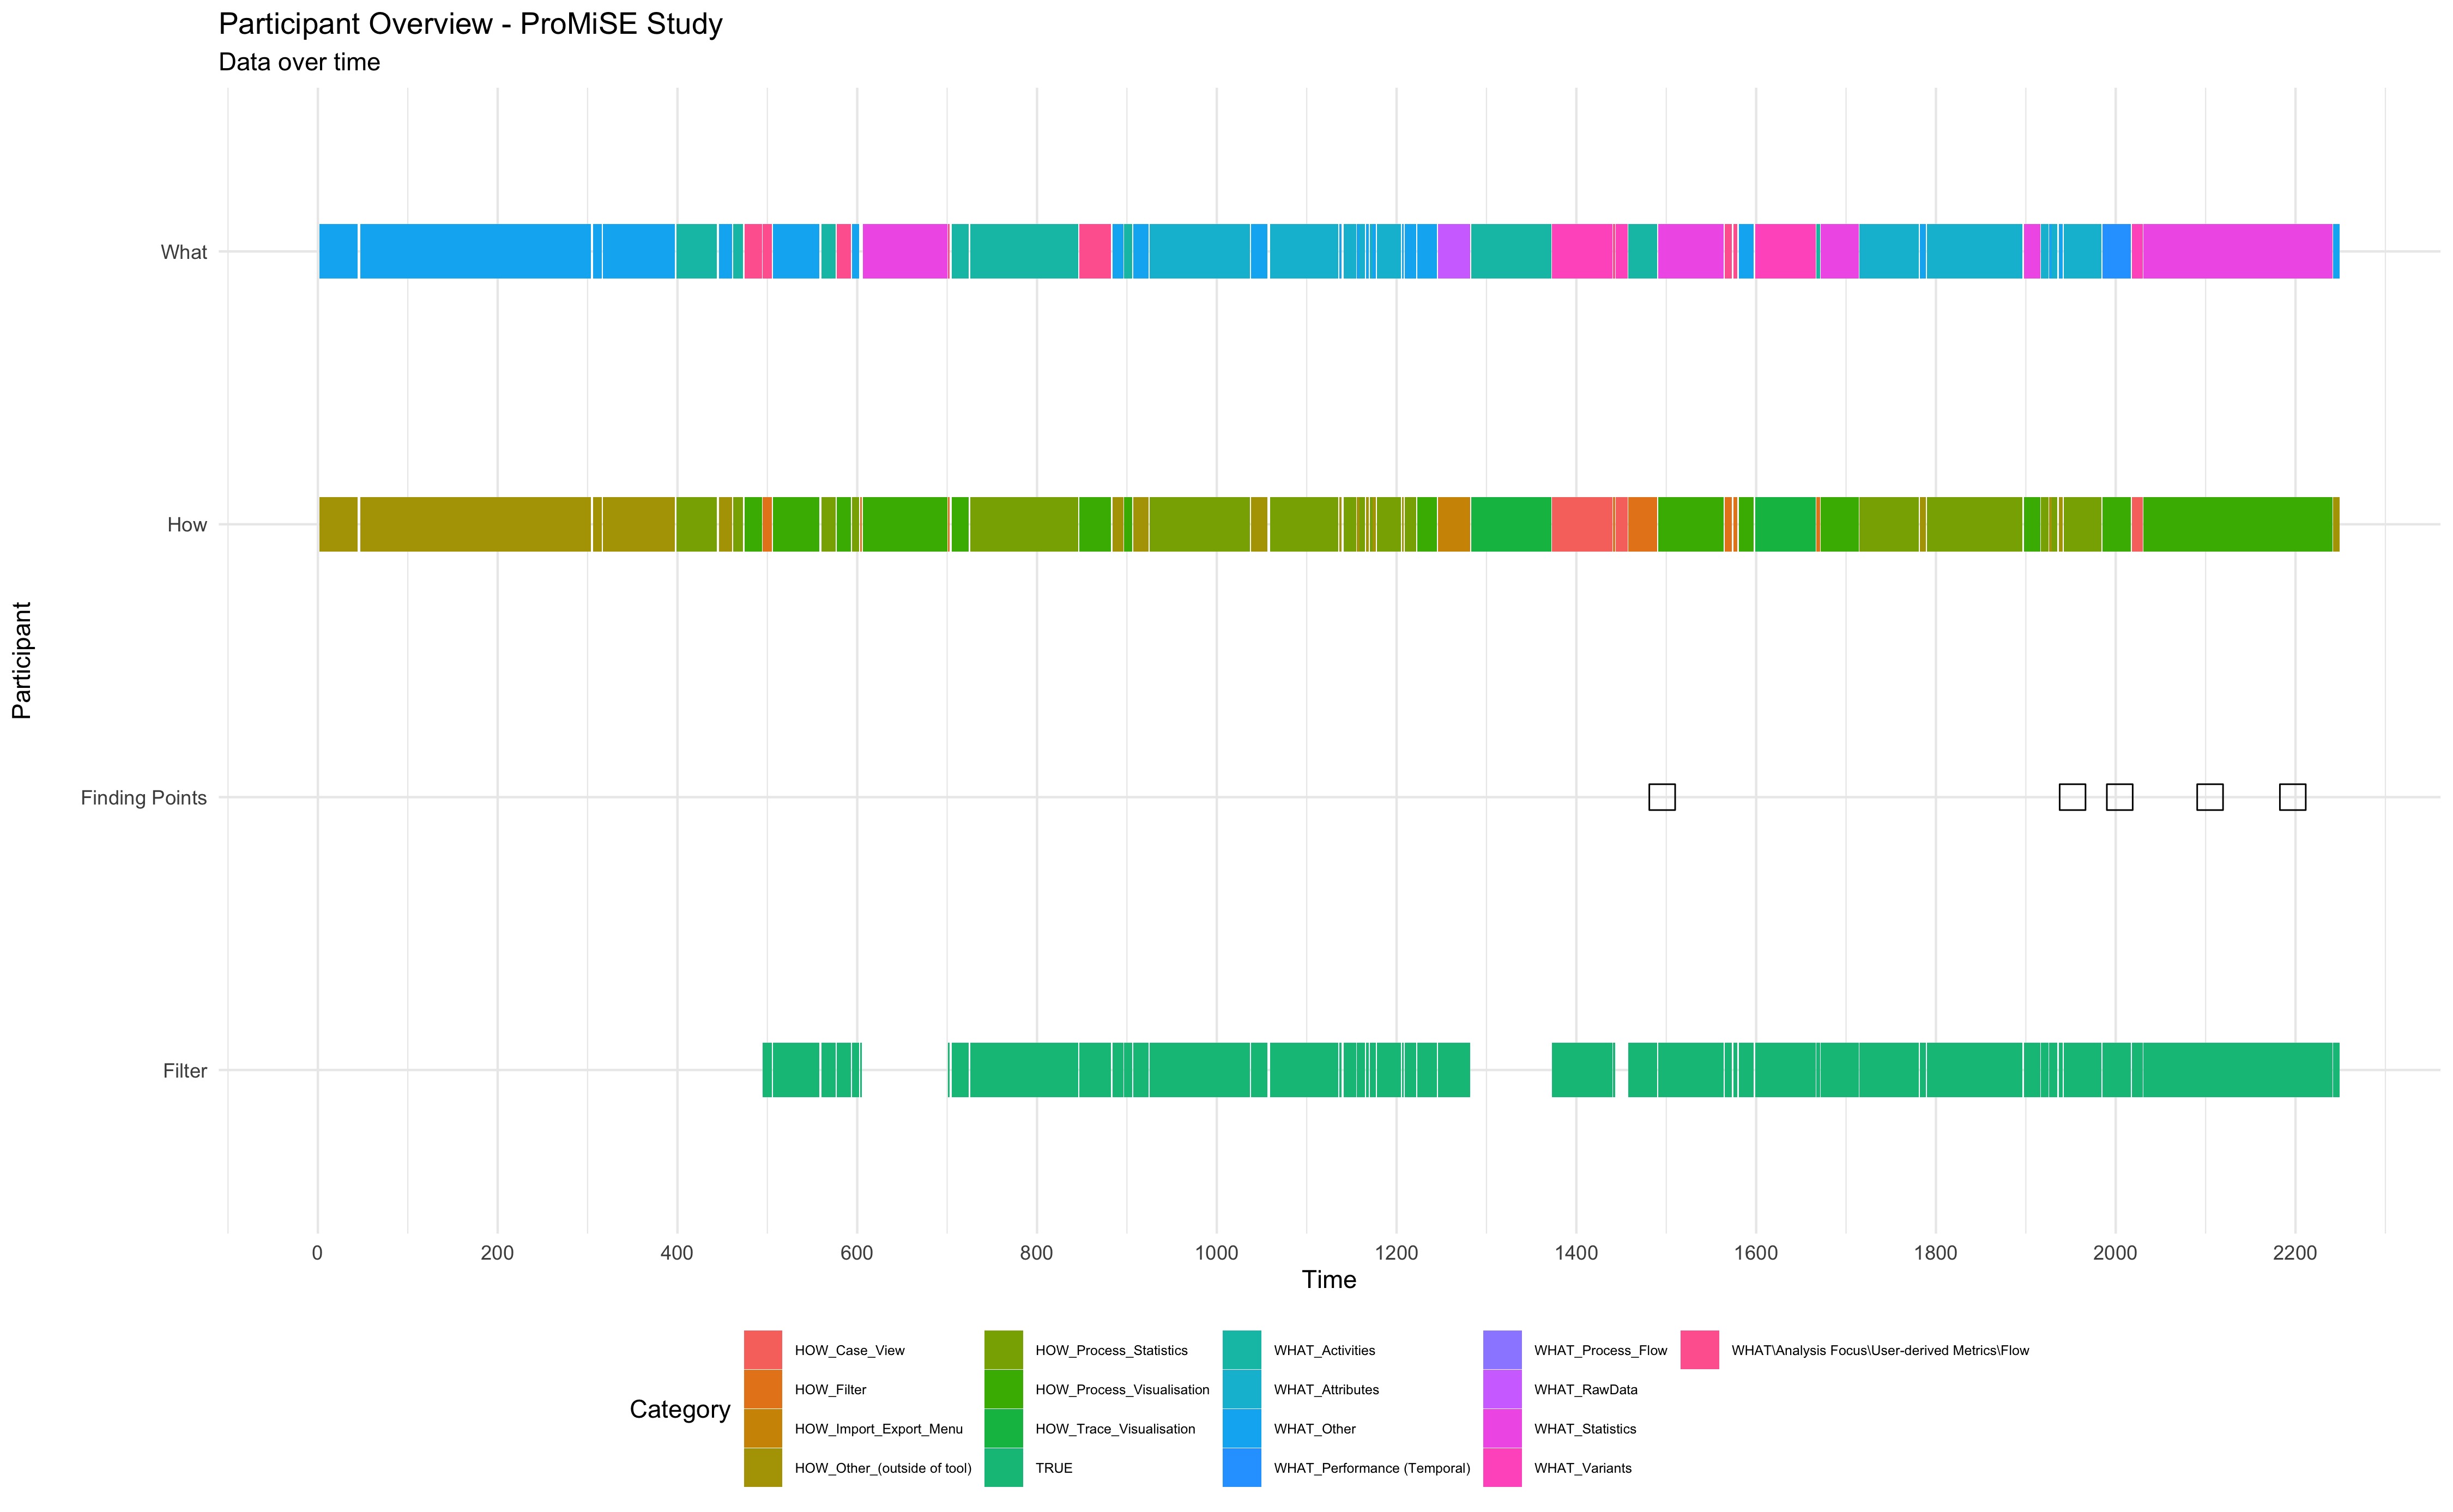 Participant Overview - ProMiSE Study
Data over time
What
How
Finding Points
Filter
Participant
0 200 400 600 800 1000 1200 1400 1600 1800 2000 2200
Time
Category
HOW_Case_View
HOW_Filter
HOW_Import_Export_Menu
HOW_Other_(outside of tool)
HOW_Process_Statistics
HOW_Process_Visualisation
HOW_Trace_Visualisation
TRUE
WHAT_Activities
WHAT_Attributes
WHAT_Other
WHAT_Performance (Temporal)
WHAT_Process_Flow
WHAT_RawData
WHAT_Statistics
WHAT_Variants
WHAT\Analysis Focus\User-derived Metrics\Flow